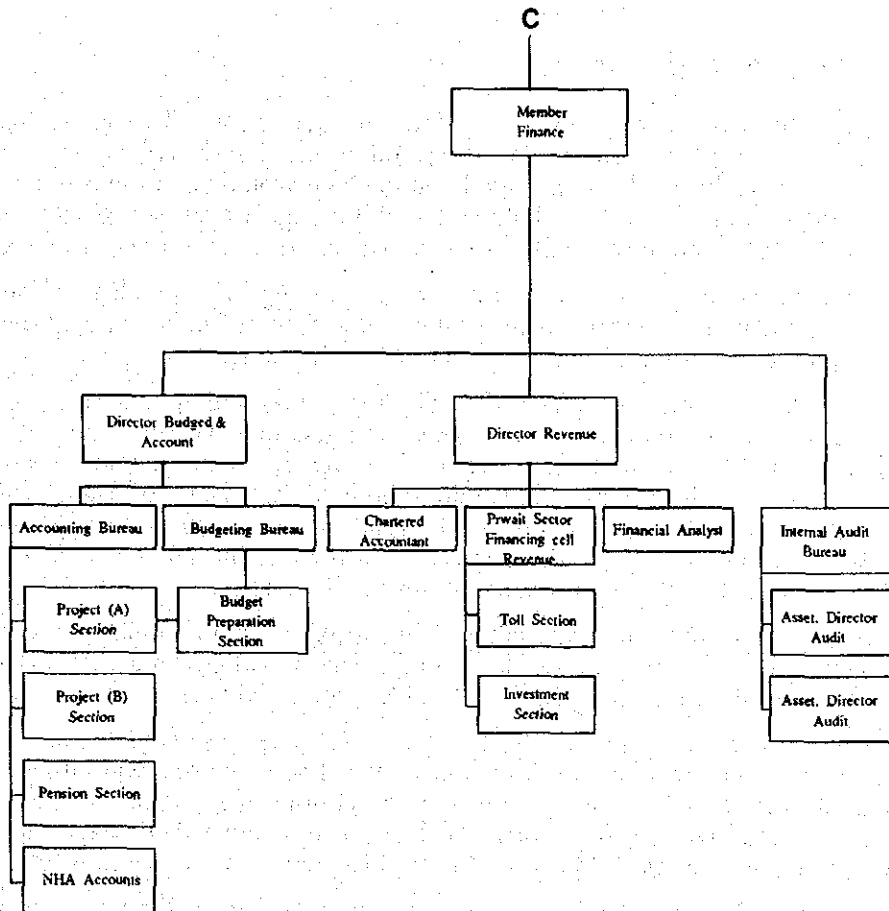 C
Member
Finance
Director Budged &
Account
Director Revenue
Accounting Bureau
Budgeting Bureau
Chartered
Accountant
Prwait Sector
Financing cell
Revenue
Financial Analyst
Internal Audit
Bureau
Project (A)
Section
Budget
Preparation
Section
Toll Section
Asset. Director
Audit
Project (B)
Section
Investment
Section
Asset. Director
Audit
Pension Section
NHA Accounts